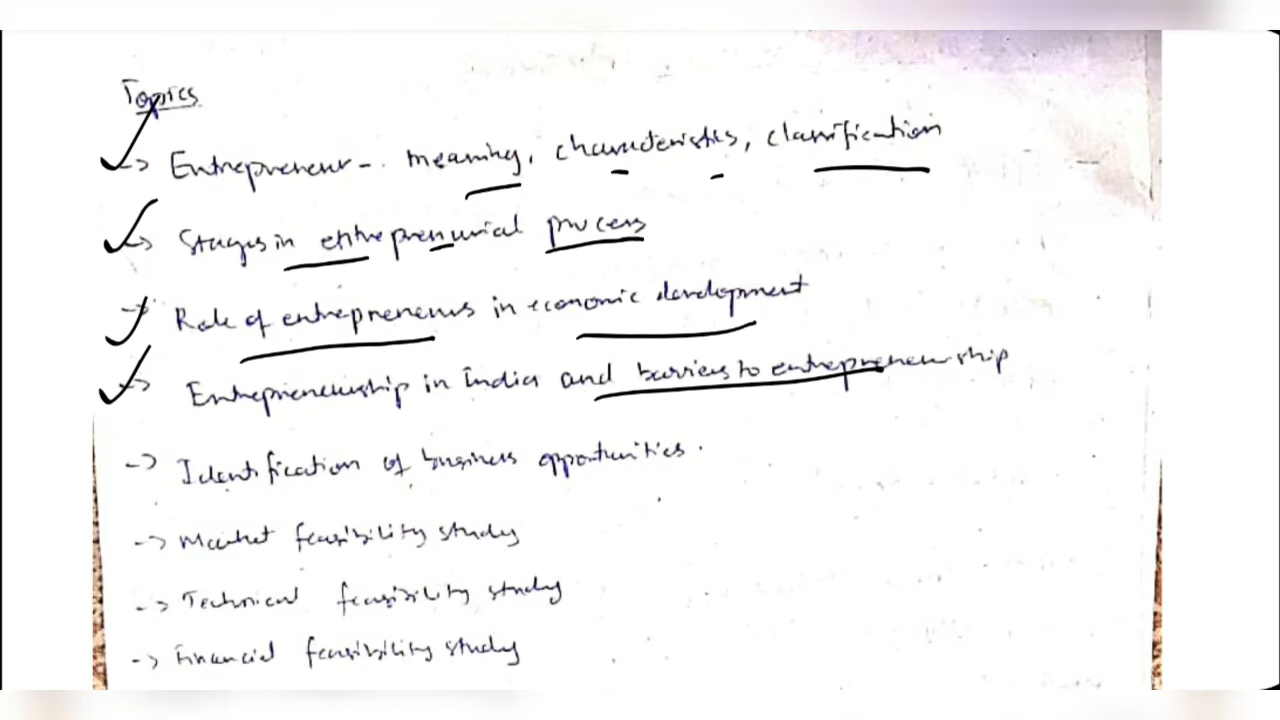 Topics
-> Entrepreneur - meaning, characteristics, classification
-> Stages in entreprenurial process
-> Role of entrepreneurs in economic development
-> Entrepreneurship in India and barriers to entrepreneurship
-> Identification of business opportunities.
-> Market feasibility study
-> Technical feasibility study
-> Financial feasibility study